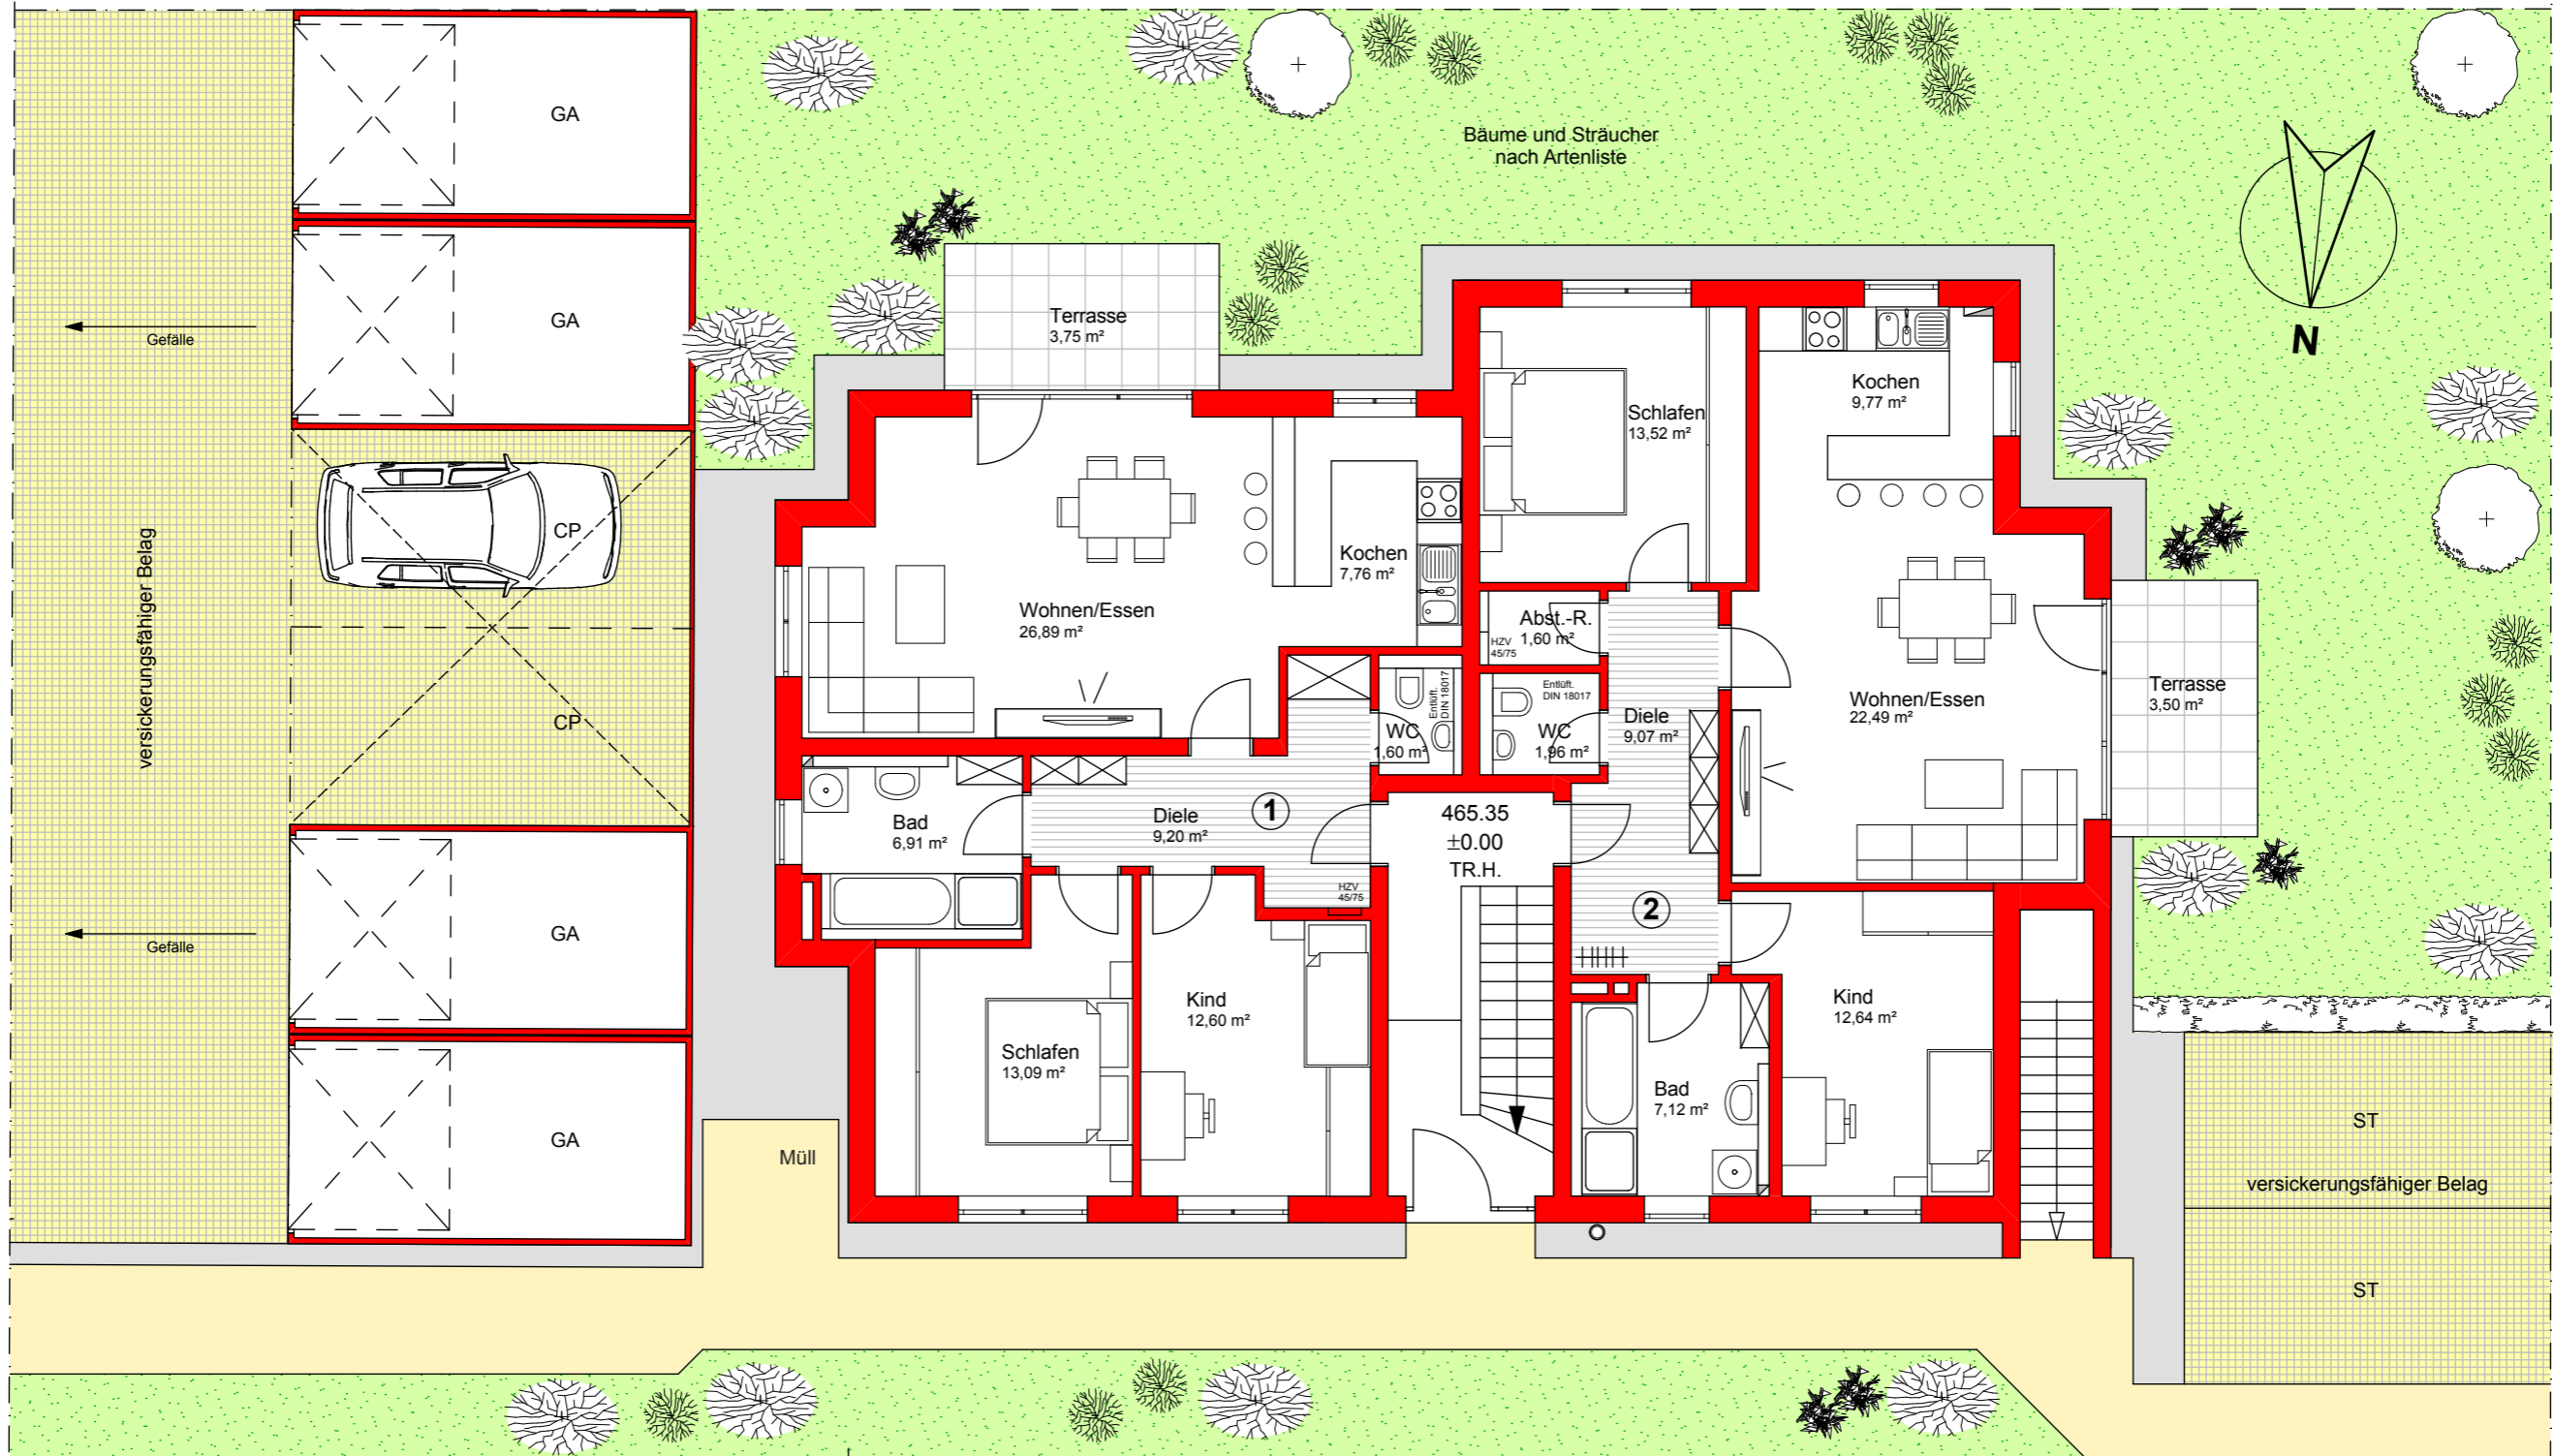 GA
GA
Gefälle
CP
CP
versickerungsfähiger Belag
GA
Gefälle
GA
Müll
Bäume und Sträucher
nach Artenliste
N
Terrasse
3,75 m²
Wohnen/Essen
26,89 m²
Kochen
7,76 m²
WC
1,60 m²
Entlüft.
DIN 18017
Bad
6,91 m²
Diele
9,20 m²
1
HZV
45/75
Schlafen
13,09 m²
Kind
12,60 m²
465.35
±0.00
TR.H.
Schlafen
13,52 m²
Kochen
9,77 m²
Abst.-R.
1,60 m²
HZV
45/75
Entlüft.
DIN 18017
WC
1,96 m²
Diele
9,07 m²
2
Wohnen/Essen
22,49 m²
Terrasse
3,50 m²
Kind
12,64 m²
Bad
7,12 m²
ST
versickerungsfähiger Belag
ST